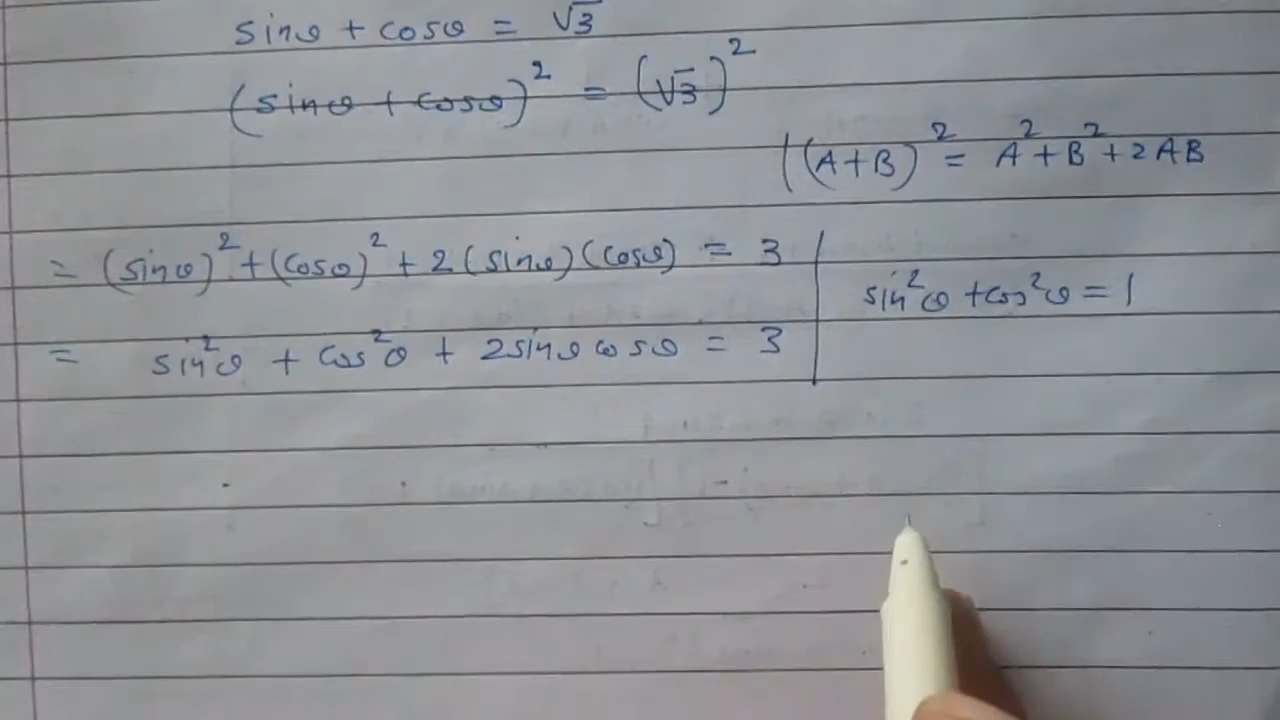 sinθ + cosθ = √3
(sinθ + cosθ)² = (√3)²
(A+B)² = A² + B² + 2AB
= (sinθ)² + (cosθ)² + 2(sinθ)(cosθ) = 3
sin²θ + cos²θ = 1
= sin²θ + cos²θ + 2sinθ cosθ = 3